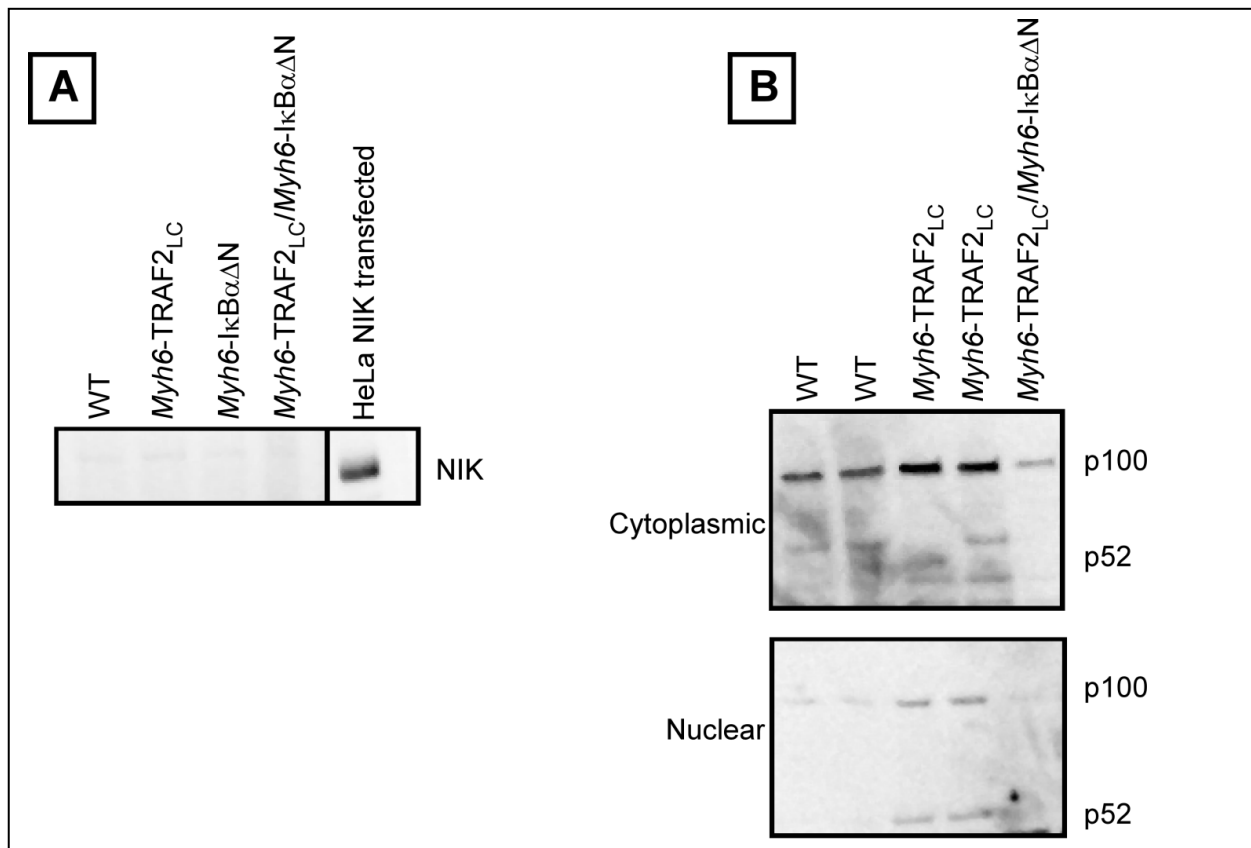 A
WT
Myh6-TRAF2LC
Myh6-IκBαΔN
Myh6-TRAF2LC/Myh6-IκBαΔN
HeLa NIK transfected
NIK
B
WT
WT
Myh6-TRAF2LC
Myh6-TRAF2LC
Myh6-TRAF2LC/Myh6-IκBαΔN
Cytoplasmic
p100
p52
Nuclear
p100
p52